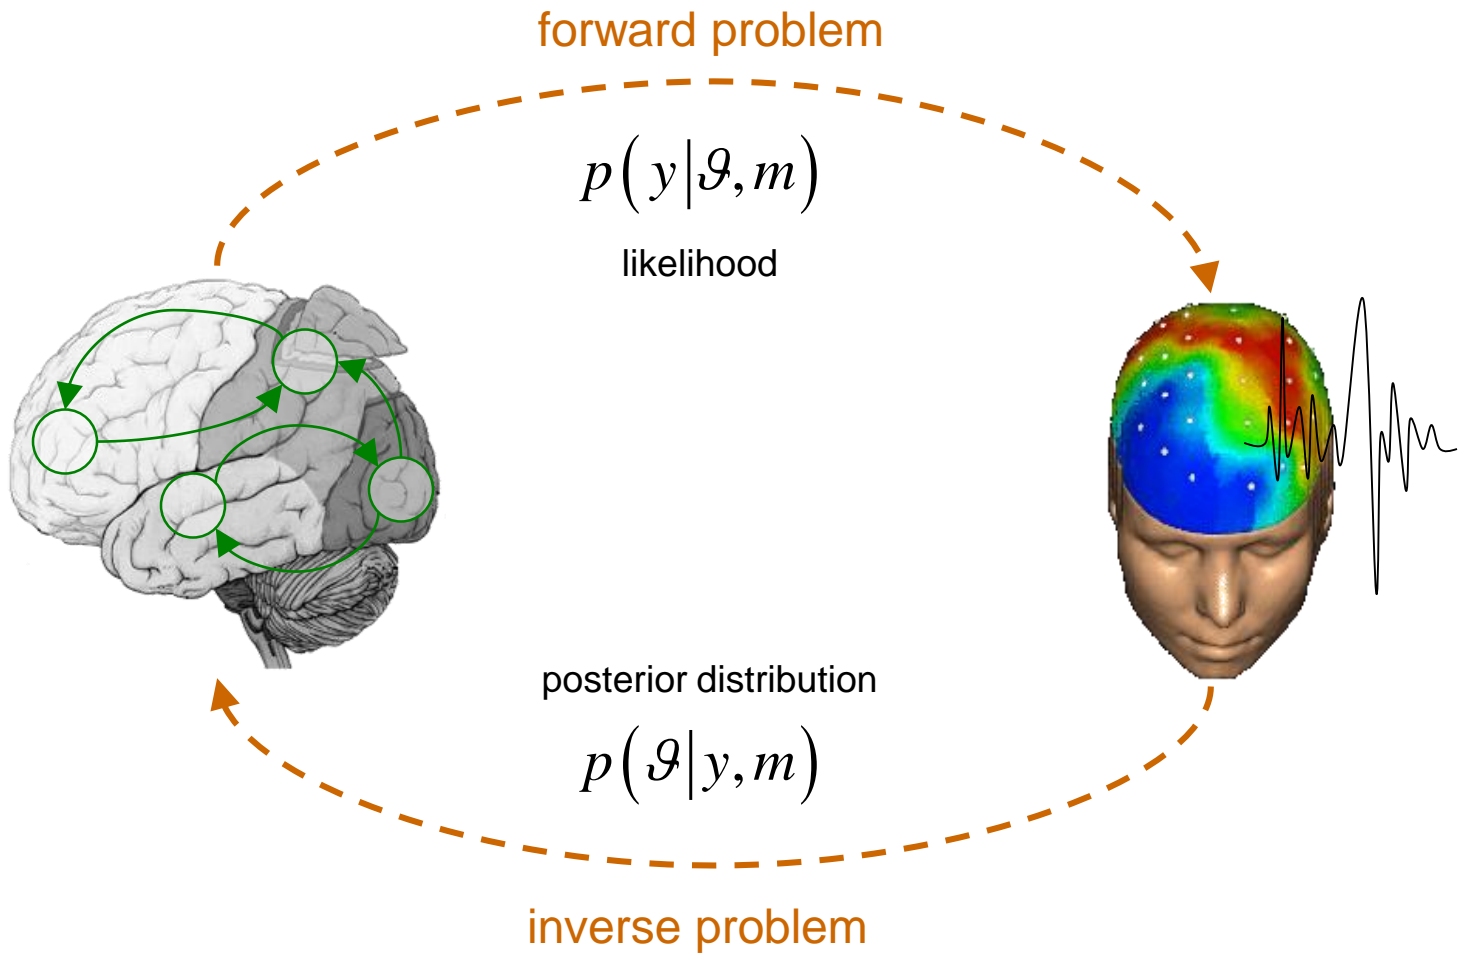 forward problem
p(y|ϑ,m)
likelihood
posterior distribution
p(ϑ|y,m)
inverse problem